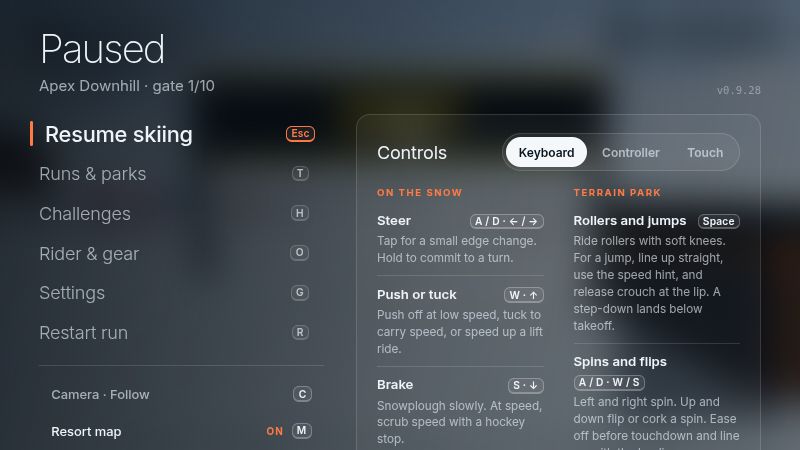 Paused
Apex Downhill · gate 1/10
v0.9.28
Resume skiing Esc
Runs & parks T
Challenges H
Rider & gear O
Settings G
Restart run R
Camera · Follow C
Resort map ON M
Controls Keyboard Controller Touch
ON THE SNOW
Steer A / D · ← / →
Tap for a small edge change.
Hold to commit to a turn.
Push or tuck W · ↑
Push off at low speed, tuck to
carry speed, or speed up a lift
ride.
Brake S · ↓
Snowplough slowly. At speed,
scrub speed with a hockey
stop.
TERRAIN PARK
Rollers and jumps Space
Ride rollers with soft knees.
For a jump, line up straight,
use the speed hint, and
release crouch at the lip. A
step-down lands below
takeoff.
Spins and flips
A / D · W / S
Left and right spin. Up and
down flip or cork a spin. Ease
off before touchdown and line